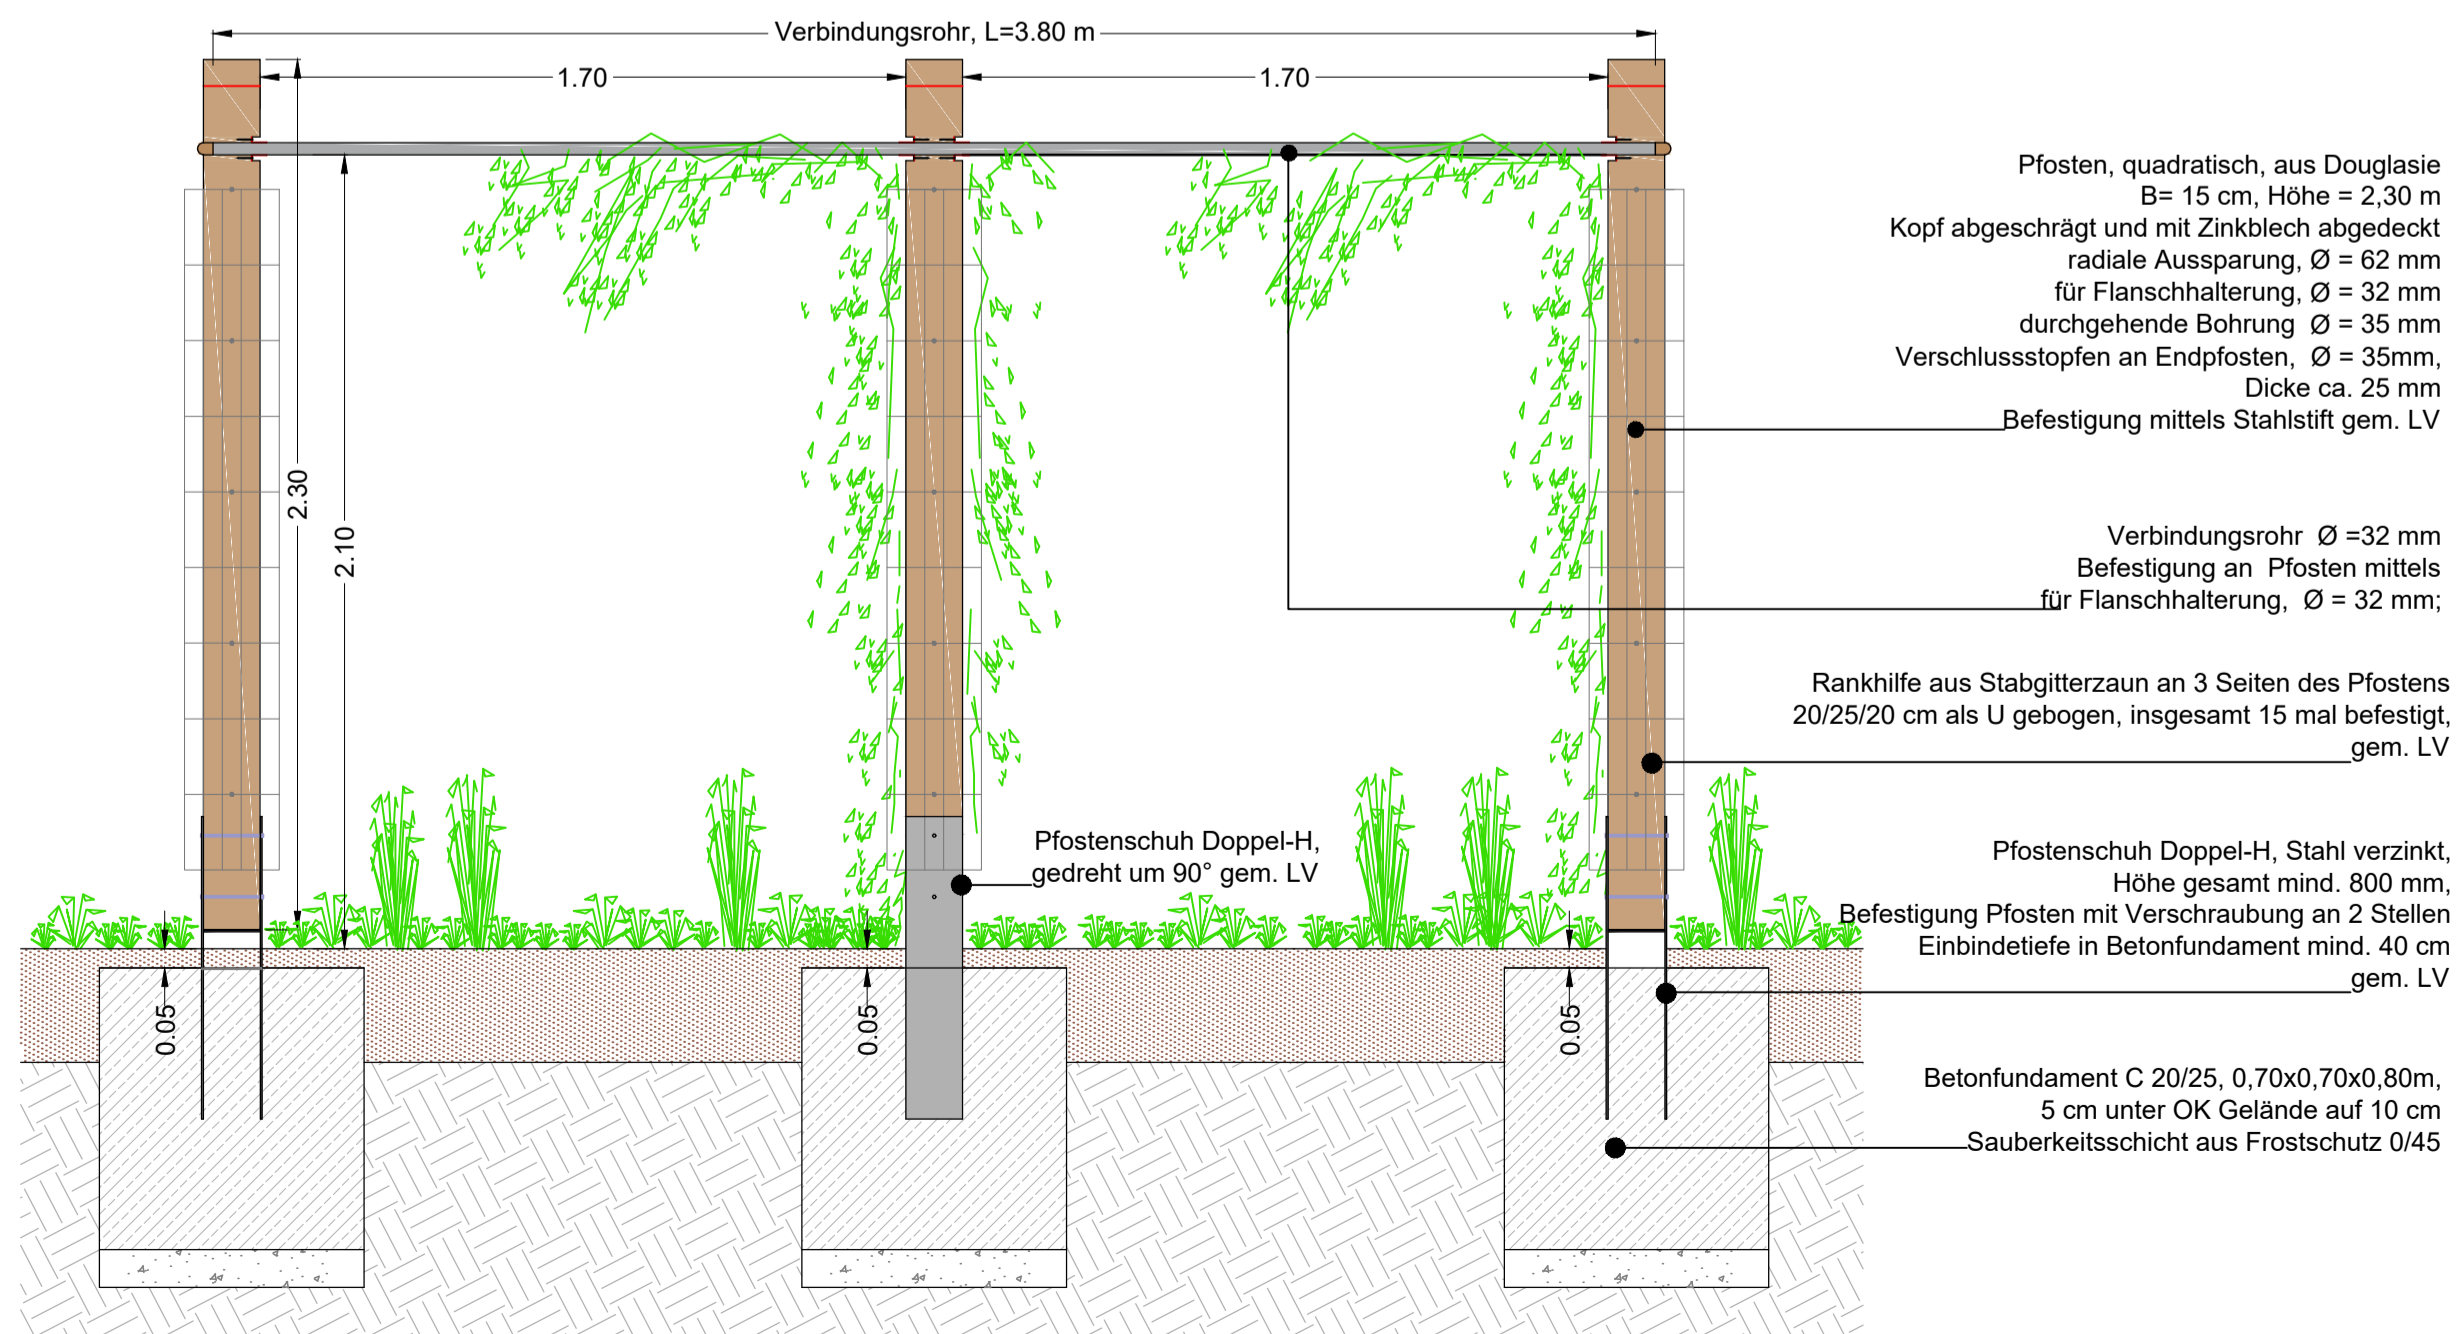 Verbindungsrohr, L=3.80 m
1.70
1.70
2.30
2.10
Pfosten, quadratisch, aus Douglasie
B= 15 cm, Höhe = 2,30 m
Kopf abgeschrägt und mit Zinkblech abgedeckt
radiale Aussparung, Ø = 62 mm
für Flanschhalterung, Ø = 32 mm
durchgehende Bohrung  Ø = 35 mm
Verschlussstopfen an Endpfosten,  Ø = 35mm,
Dicke ca. 25 mm
Befestigung mittels Stahlstift gem. LV
Verbindungsrohr  Ø =32 mm
Befestigung an  Pfosten mittels
für Flanschhalterung,  Ø = 32 mm;
Rankhilfe aus Stabgitterzaun an 3 Seiten des Pfostens
20/25/20 cm als U gebogen, insgesamt 15 mal befestigt,
gem. LV
Pfostenschuh Doppel-H,
gedreht um 90° gem. LV
Pfostenschuh Doppel-H, Stahl verzinkt,
Höhe gesamt mind. 800 mm,
Befestigung Pfosten mit Verschraubung an 2 Stellen
Einbindetiefe in Betonfundament mind. 40 cm
gem. LV
0.05
0.05
0.05
Betonfundament C 20/25, 0,70x0,70x0,80m,
5 cm unter OK Gelände auf 10 cm
Sauberkeitsschicht aus Frostschutz 0/45